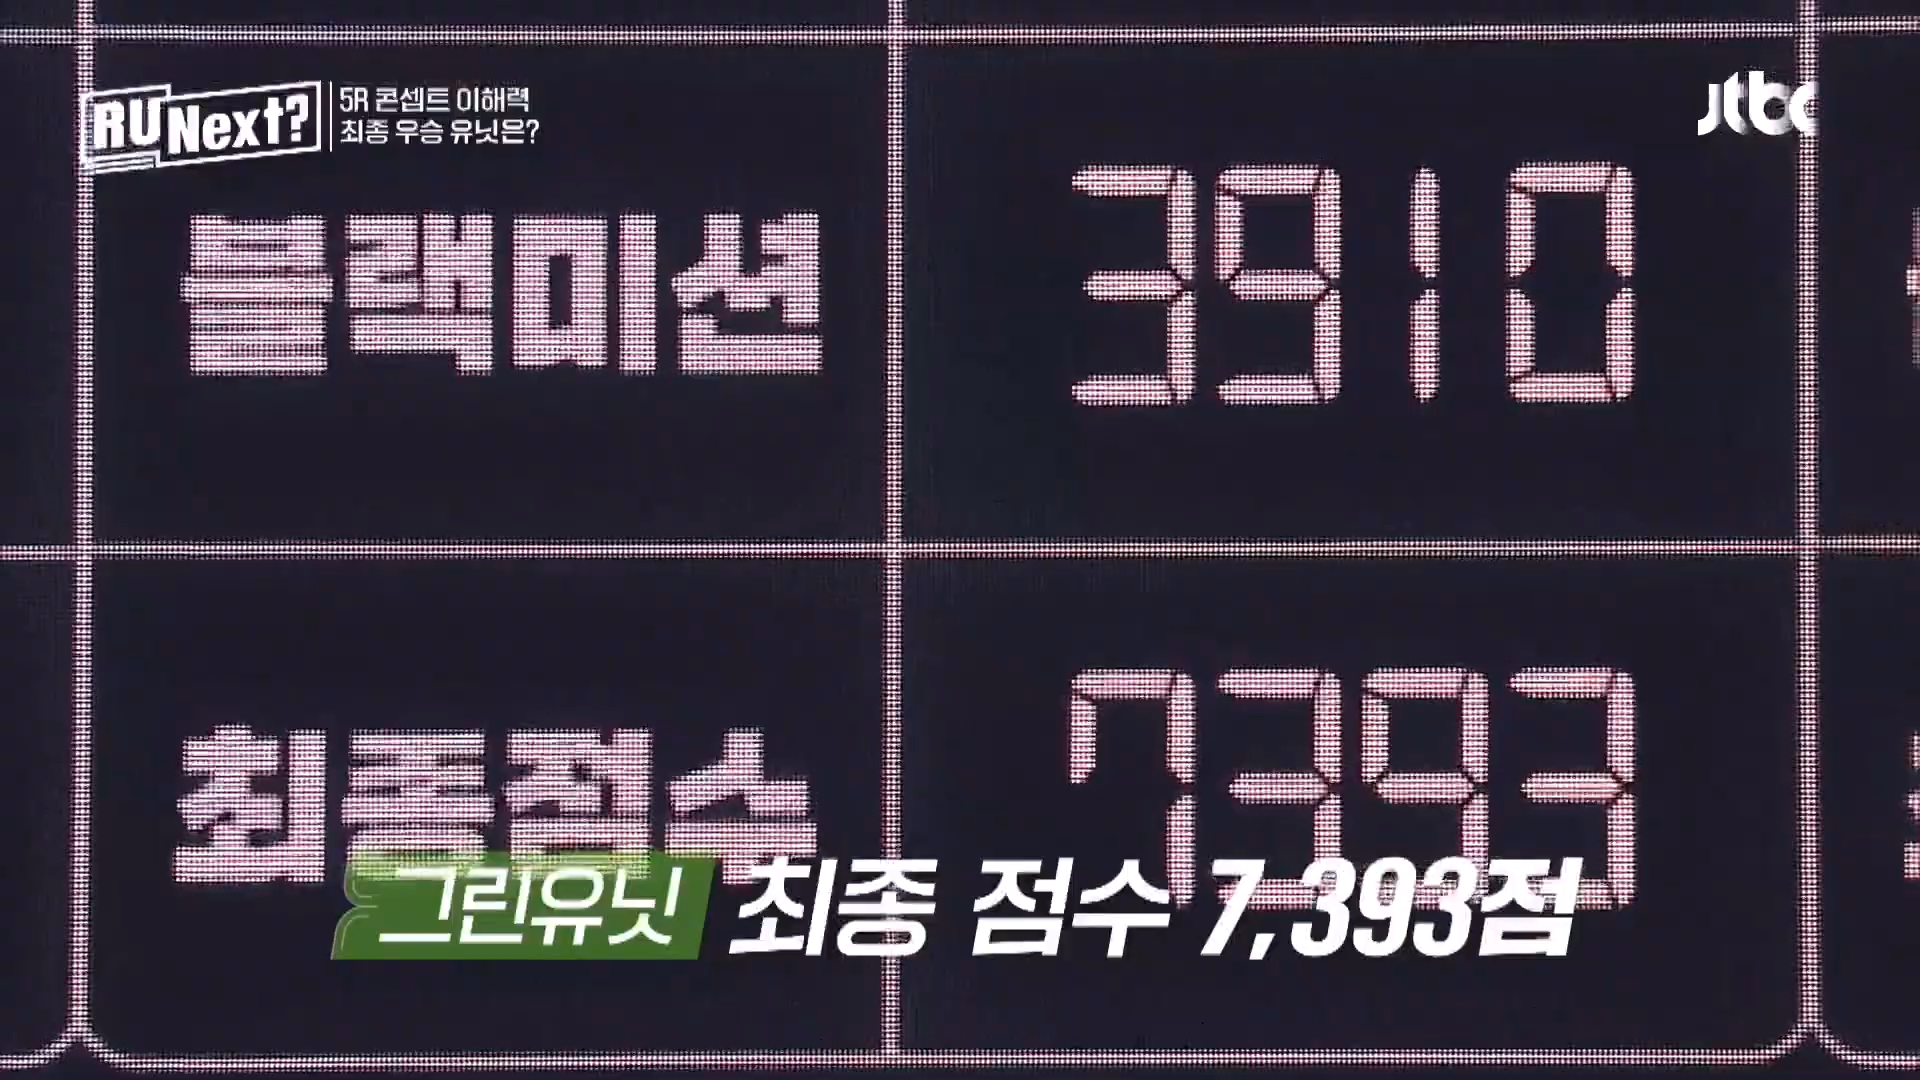 RUNext?
5R 콘셉트 이해력
최종 우승 유닛은?
jtbc
블랙미션 3910
최종점수 7393
그린유닛 최종 점수 7,393점